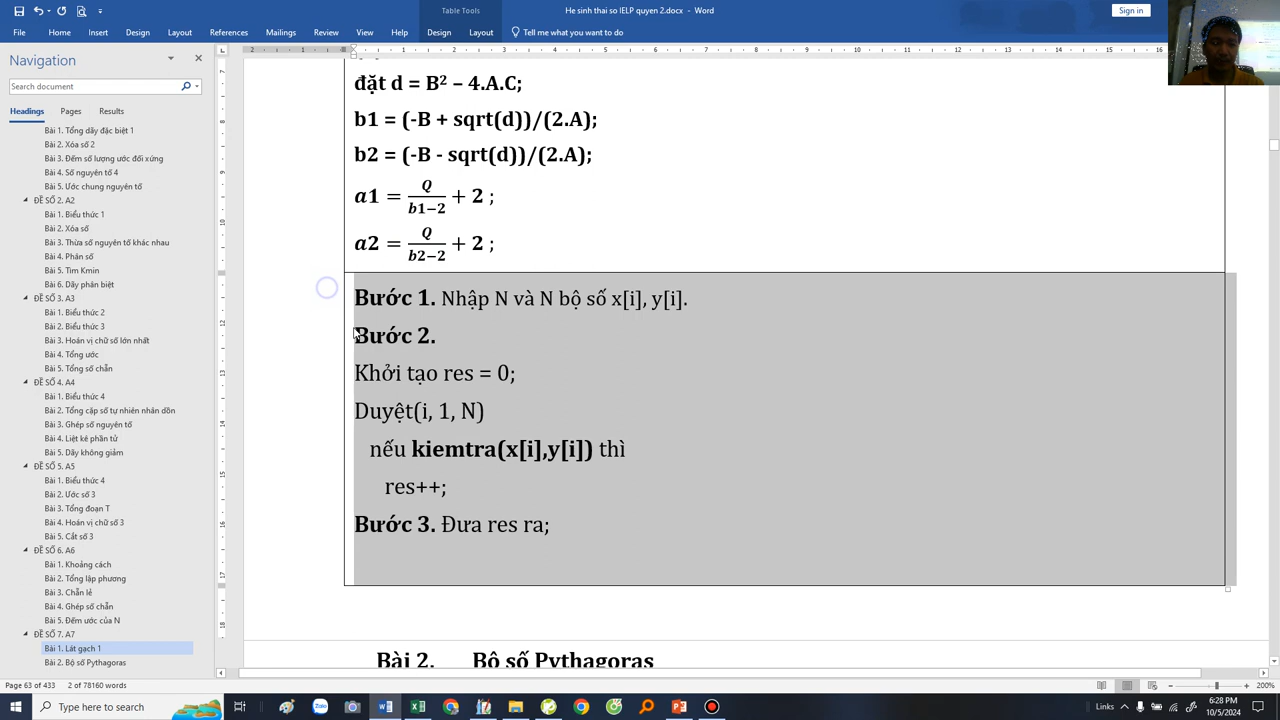 Table Tools
He sinh thai so IELP quyen 2.docx - Word
Sign in
File Home Insert Design Layout References Mailings Review View Help Design Layout Tell me what you want to do
Navigation
Search document
Headings Pages Results
Bài 1. Tổng dãy đặc biệt 1
Bài 2. Xóa số 2
Bài 3. Đếm số lượng ước đối xứng
Bài 4. Số nguyên tố 4
Bài 5. Ước chung nguyên tố
ĐỀ SỐ 2. A2
Bài 1. Biểu thức 1
Bài 2. Xóa số
Bài 3. Thừa số nguyên tố khác nhau
Bài 4. Phân số
Bài 5. Tìm Kmin
Bài 6. Dãy phân biệt
ĐỀ SỐ 3. A3
Bài 1. Biểu thức 2
Bài 2. Biểu thức 3
Bài 3. Hoán vị chữ số lớn nhất
Bài 4. Tổng ước
Bài 5. Tổng số chẵn
ĐỀ SỐ 4. A4
Bài 1. Biểu thức 4
Bài 2. Tổng cặp số tự nhiên nhân dồn
Bài 3. Ghép số nguyên tố
Bài 4. Liệt kê phần tử
Bài 5. Dãy không giảm
ĐỀ SỐ 5. A5
Bài 1. Biểu thức 4
Bài 2. Ước số 3
Bài 3. Tổng đoạn T
Bài 4. Hoán vị chữ số 3
Bài 5. Cắt số 3
ĐỀ SỐ 6. A6
Bài 1. Khoảng cách
Bài 2. Tổng lập phương
Bài 3. Chẵn lẻ
Bài 4. Ghép số chẵn
Bài 5. Đếm ước của N
ĐỀ SỐ 7. A7
Bài 1. Lát gạch 1
Bài 2. Bộ số Pythagoras
đặt d = B² – 4.A.C;
b1 = (-B + sqrt(d))/(2.A);
b2 = (-B - sqrt(d))/(2.A);
a1 = Q/(b1−2) + 2 ;
a2 = Q/(b2−2) + 2 ;
Bước 1. Nhập N và N bộ số x[i], y[i].
Bước 2.
Khởi tạo res = 0;
Duyệt(i, 1, N)
nếu kiemtra(x[i],y[i]) thì
res++;
Bước 3. Đưa res ra;
Bài 2. Bộ số Pythagoras
Page 63 of 433 2 of 78160 words
200%
Type here to search
Zalo
6:28 PM
10/5/2024